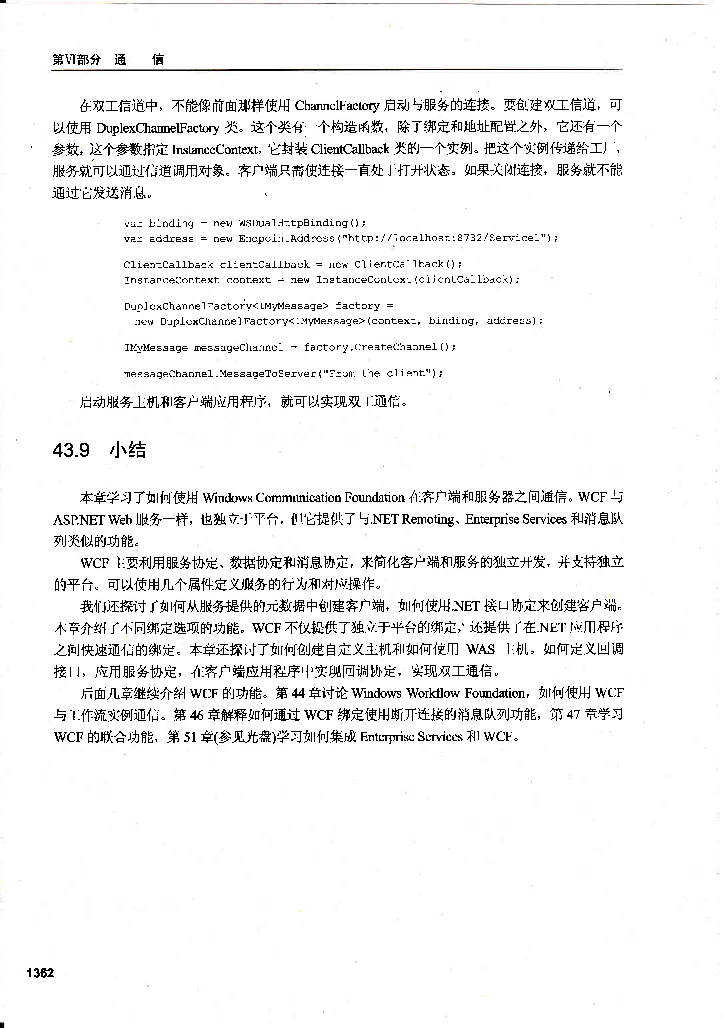 第Ⅵ部分 通 信
在双工信道中，不能像前面那样使用 ChannelFactory 启动与服务的连接。要创建双工信道，可
以使用 DuplexChannelFactory 类。这个类有一个构造函数，除了绑定和地址配置之外，它还有一个
参数，这个参数指定 InstanceContext，它封装 ClientCallback 类的一个实例。把这个实例传递给工厂，
服务就可以通过信道调用对象。客户端只需使连接一直处于打开状态。如果关闭连接，服务就不能
通过它发送消息。
var binding = new WSDualHttpBinding();
var address = new EndpointAddress("http://localhost:8732/Service1");
ClientCallback clientCallback = new ClientCallback();
InstanceContext context = new InstanceContext(clientCallback);
DuplexChannelFactory<IMyMessage> factory =
new DuplexChannelFactory<IMyMessage>(context, binding, address);
IMyMessage messageChannel = factory.CreateChannel();
messageChannel.MessageToServer("From the client");
启动服务主机和客户端应用程序，就可以实现双工通信。
43.9 小结
本章学习了如何使用 Windows Communication Foundation 在客户端和服务器之间通信。WCF 与
ASP.NET Web 服务一样，也独立于平台，但它提供了与.NET Remoting、Enterprise Services 和消息队
列类似的功能。
WCF 主要利用服务协定、数据协定和消息协定，来简化客户端和服务的独立开发，并支持独立
的平台。可以使用几个属性定义服务的行为和对应操作。
我们还探讨了如何从服务提供的元数据中创建客户端，如何使用.NET 接口协定来创建客户端。
本章介绍了不同绑定选项的功能。WCF 不仅提供了独立于平台的绑定，还提供了在.NET 应用程序
之间快速通信的绑定。本章还探讨了如何创建自定义主机和如何使用 WAS 主机。如何定义回调
接口，应用服务协定，在客户端应用程序中实现回调协定，实现双工通信。
后面几章继续介绍 WCF 的功能。第 44 章讨论 Windows Workflow Foundation，如何使用 WCF
与工作流实例通信。第 46 章解释如何通过 WCF 绑定使用断开连接的消息队列功能，第 47 章学习
WCF 的联合功能，第 51 章(参见光盘)学习如何集成 Enterprise Services 和 WCF。
1362